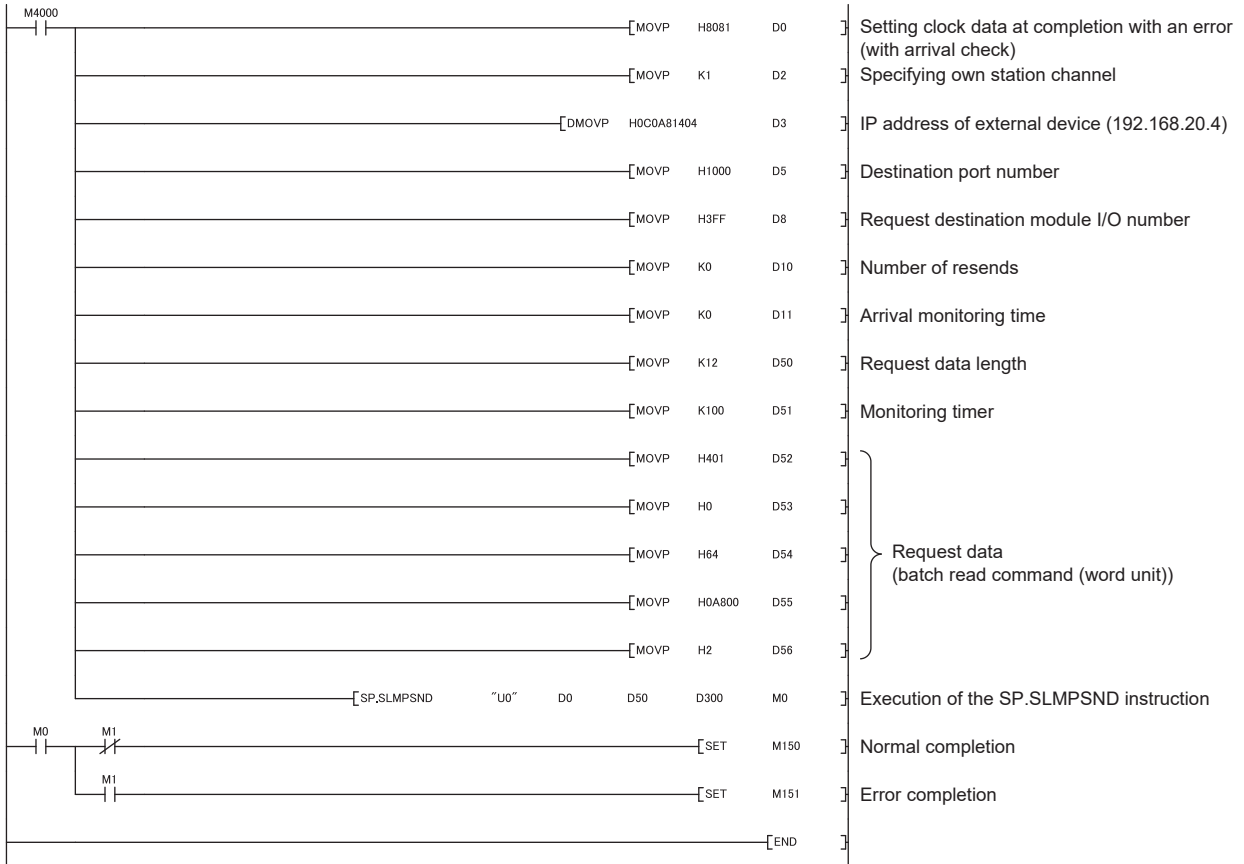 M4000
MOVP H8081 D0 Setting clock data at completion with an error
(with arrival check)
MOVP K1 D2 Specifying own station channel
DMOVP H0C0A81404 D3 IP address of external device (192.168.20.4)
MOVP H1000 D5 Destination port number
MOVP H3FF D8 Request destination module I/O number
MOVP K0 D10 Number of resends
MOVP K0 D11 Arrival monitoring time
MOVP K12 D50 Request data length
MOVP K100 D51 Monitoring timer
MOVP H401 D52
MOVP H0 D53
MOVP H64 D54 Request data
(batch read command (word unit))
MOVP H0A800 D55
MOVP H2 D56
SP.SLMPSND "U0" D0 D50 D300 M0 Execution of the SP.SLMPSND instruction
M0 M1
SET M150 Normal completion
M1
SET M151 Error completion
END